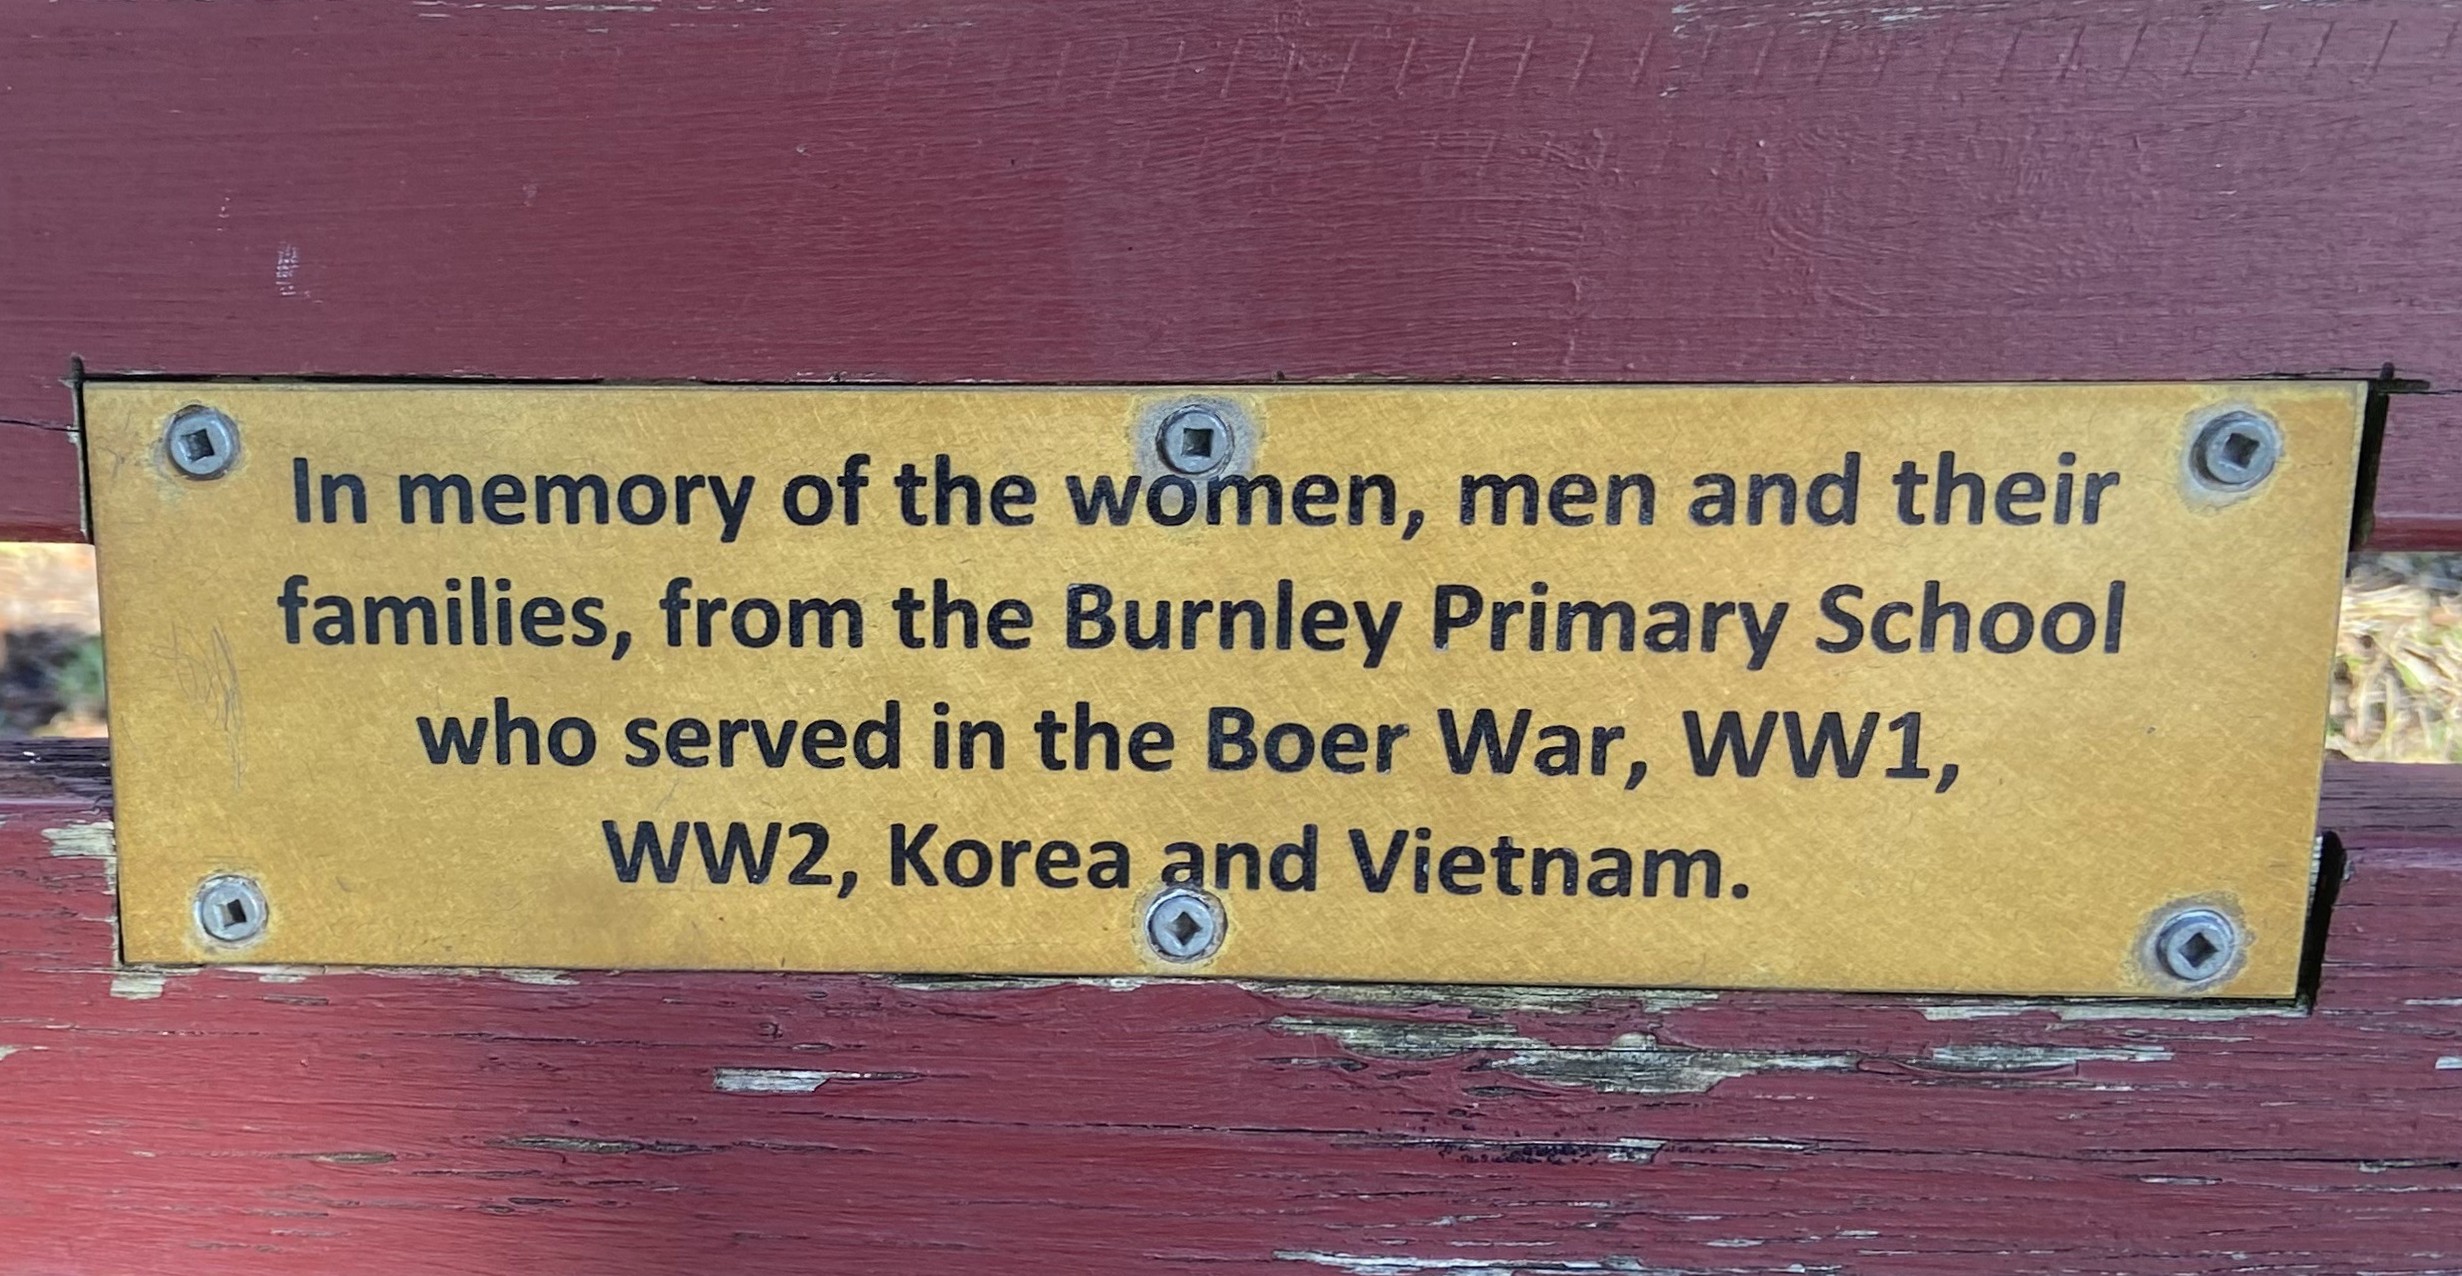 In memory of the women, men and their
families, from the Burnley Primary School
who served in the Boer War, WW1,
WW2, Korea and Vietnam.